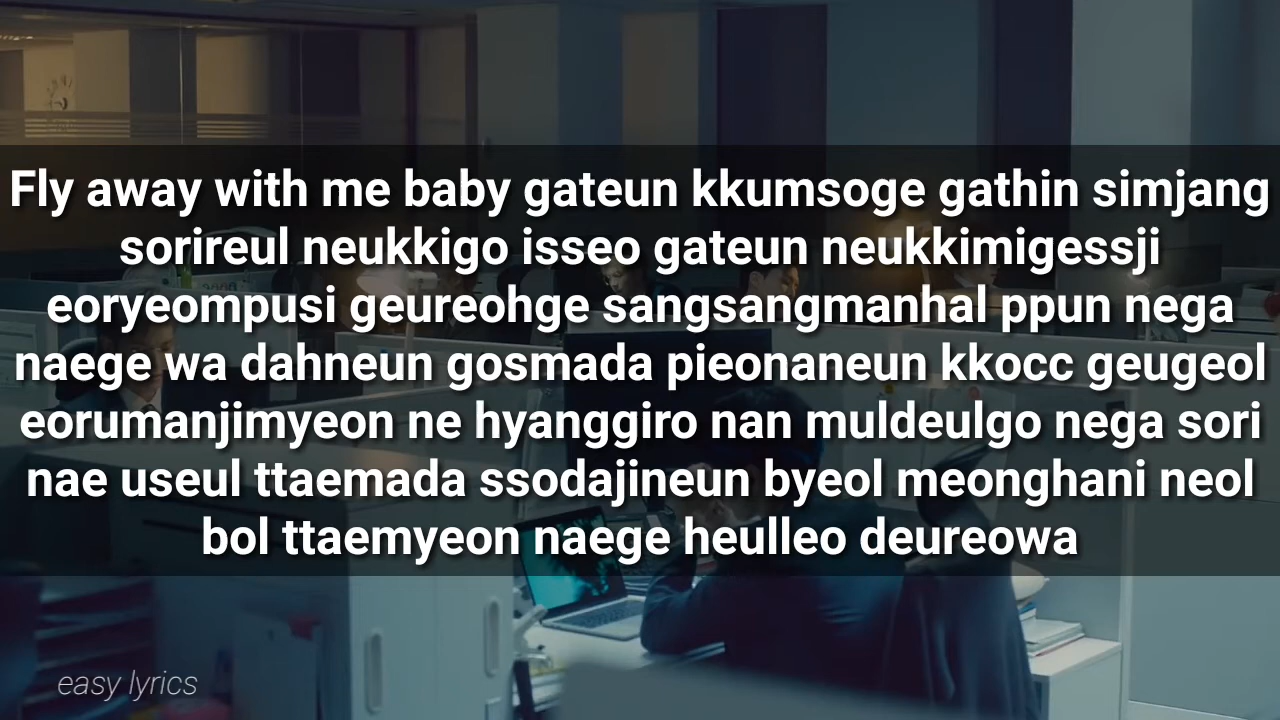 Fly away with me baby gateun kkumsoge gathin simjang
sorireul neukkigo isseo gateun neukkimigessji
eoryeompusi geureohge sangsangmanhal ppun nega
naege wa dahneun gosmada pieonaneun kkocc geugeol
eorumanjimyeon ne hyanggiro nan muldeulgo nega sori
nae useul ttaemada ssodajineun byeol meonghani neol
bol ttaemyeon naege heulleo deureowa
easy lyrics